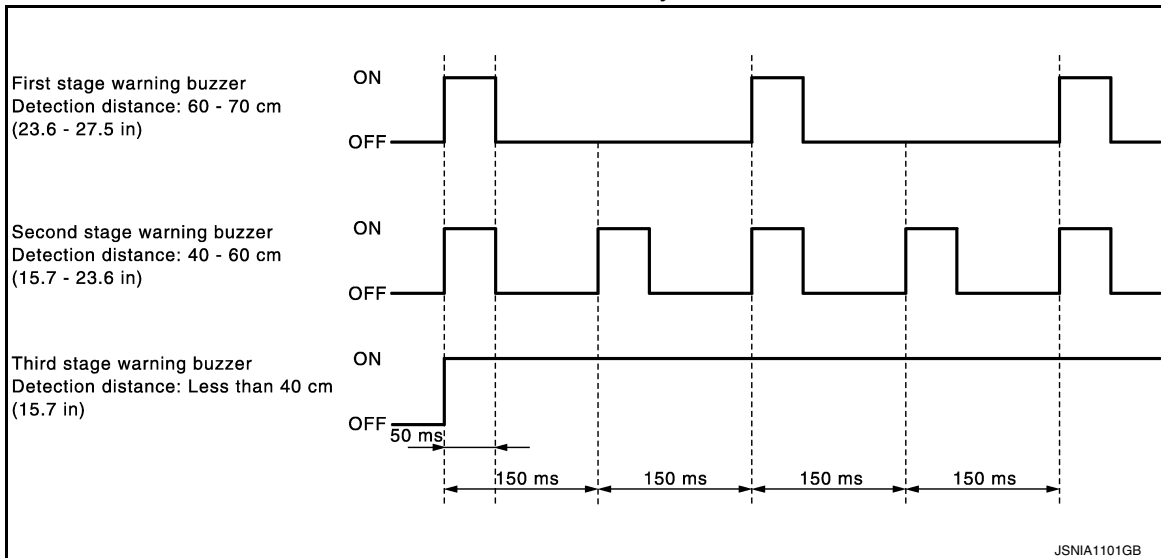 First stage warning buzzer
Detection distance: 60 - 70 cm
(23.6 - 27.5 in)
ON
OFF
Second stage warning buzzer
Detection distance: 40 - 60 cm
(15.7 - 23.6 in)
ON
OFF
Third stage warning buzzer
Detection distance: Less than 40 cm
(15.7 in)
ON
OFF
50 ms
150 ms
150 ms
150 ms
150 ms
JSNIA1101GB